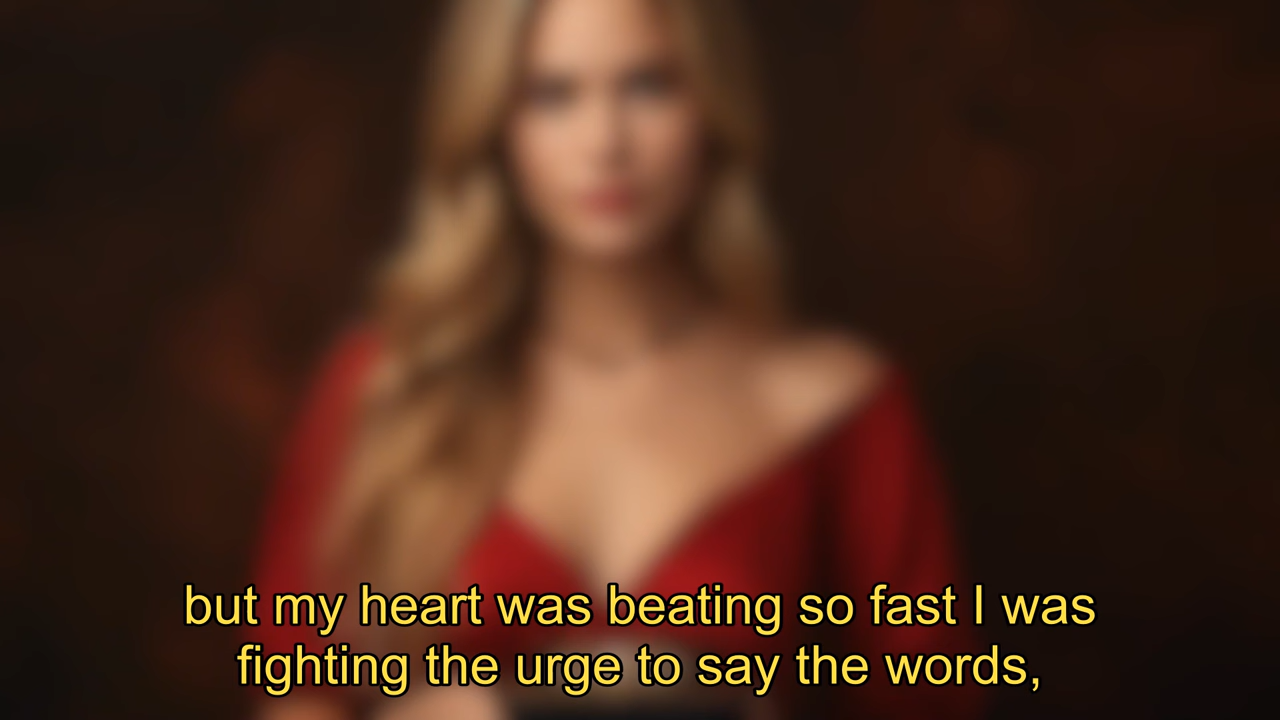 but my heart was beating so fast I was
fighting the urge to say the words,